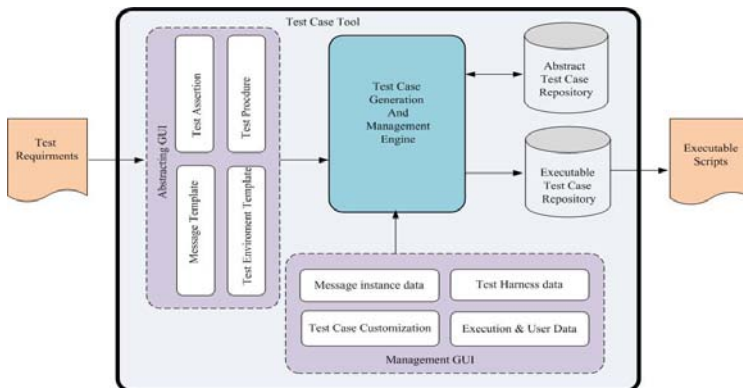 Test Case Tool
Test
Requirments
Abstracting GUI
Test Assertion
Test Procdure
Message Template
Test Enviroment Template
Test Case
Generation
And
Management
Engine
Abstract
Test Case
Repository
Executable
Test Case
Repository
Executable
Scripts
Message instance data
Test Harness data
Test Case Customization
Execution & User Data
Management GUI